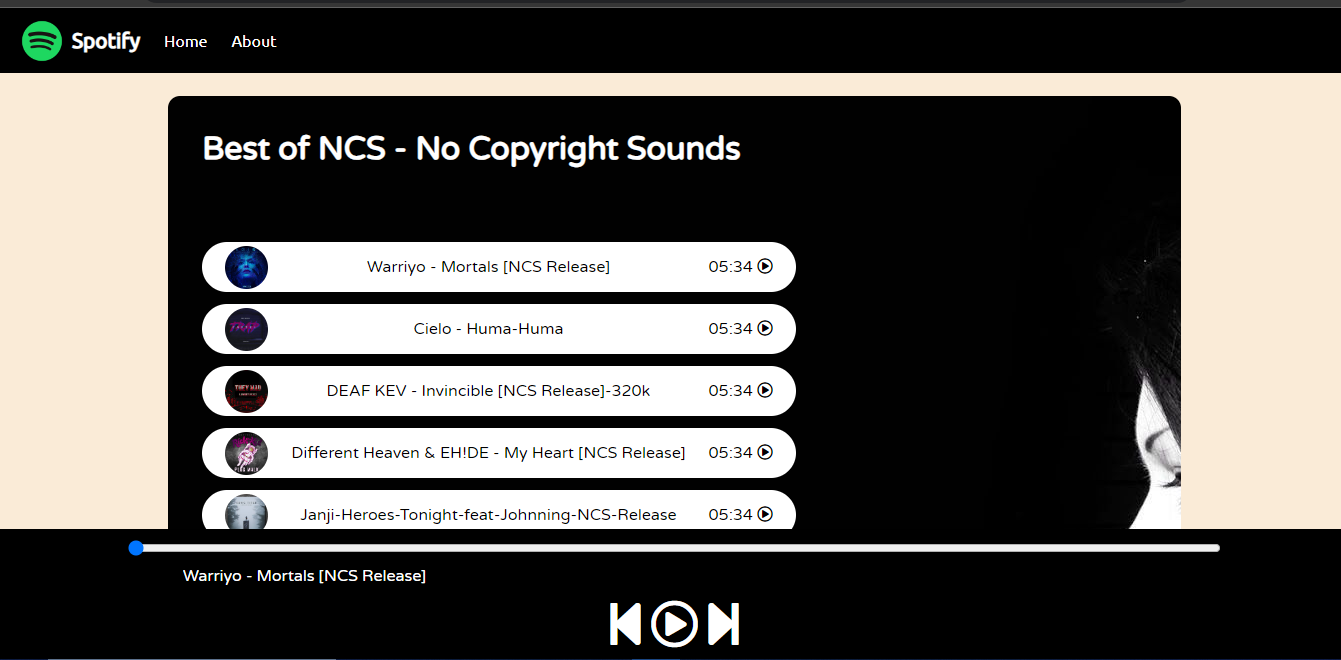 Spotify Home About
Best of NCS - No Copyright Sounds
Warriyo - Mortals [NCS Release] 05:34
Cielo - Huma-Huma 05:34
DEAF KEV - Invincible [NCS Release]-320k 05:34
Different Heaven & EH!DE - My Heart [NCS Release] 05:34
Janji-Heroes-Tonight-feat-Johnning-NCS-Release 05:34
Warriyo - Mortals [NCS Release]